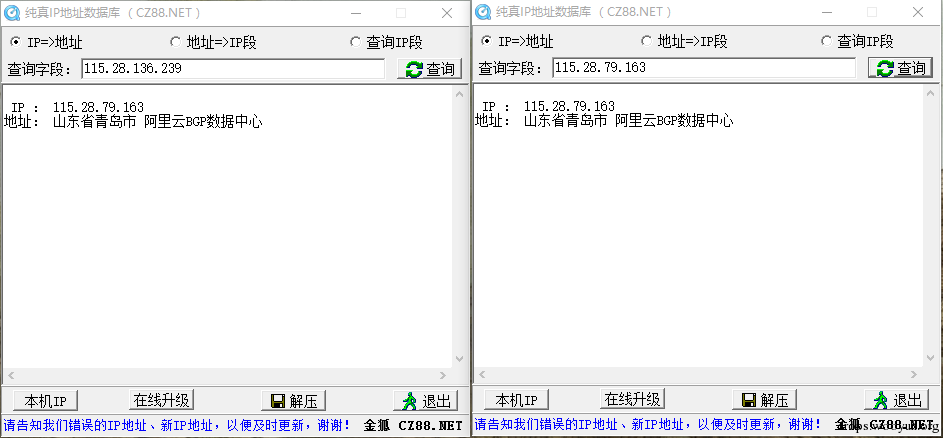 纯真IP地址数据库 （CZ88.NET）
IP=>地址 地址=>IP段 查询IP段
查询字段： 115.28.136.239 查询
IP ： 115.28.79.163
地址： 山东省青岛市 阿里云BGP数据中心
本机IP 在线升级 解压 退出
请告知我们错误的IP地址、新IP地址，以便及时更新，谢谢！ 金狐 CZ88.NET
纯真IP地址数据库 （CZ88.NET）
IP=>地址 地址=>IP段 查询IP段
查询字段： 115.28.79.163 查询
IP ： 115.28.79.163
地址： 山东省青岛市 阿里云BGP数据中心
本机IP 在线升级 解压 退出
请告知我们错误的IP地址、新IP地址，以便及时更新，谢谢！ 金狐 CZ88.NET